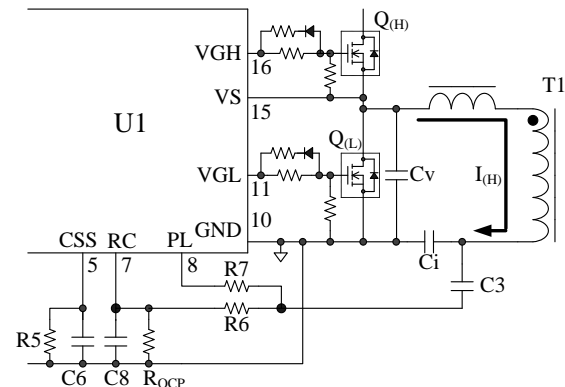 Q(H)
VGH
16
T1
VS
15
U1
Q(L)
VGL
11
Cv
I(H)
GND
10
CSS
RC
PL
5
7
8
Ci
R7
C3
R6
R5
C6
C8
ROCP